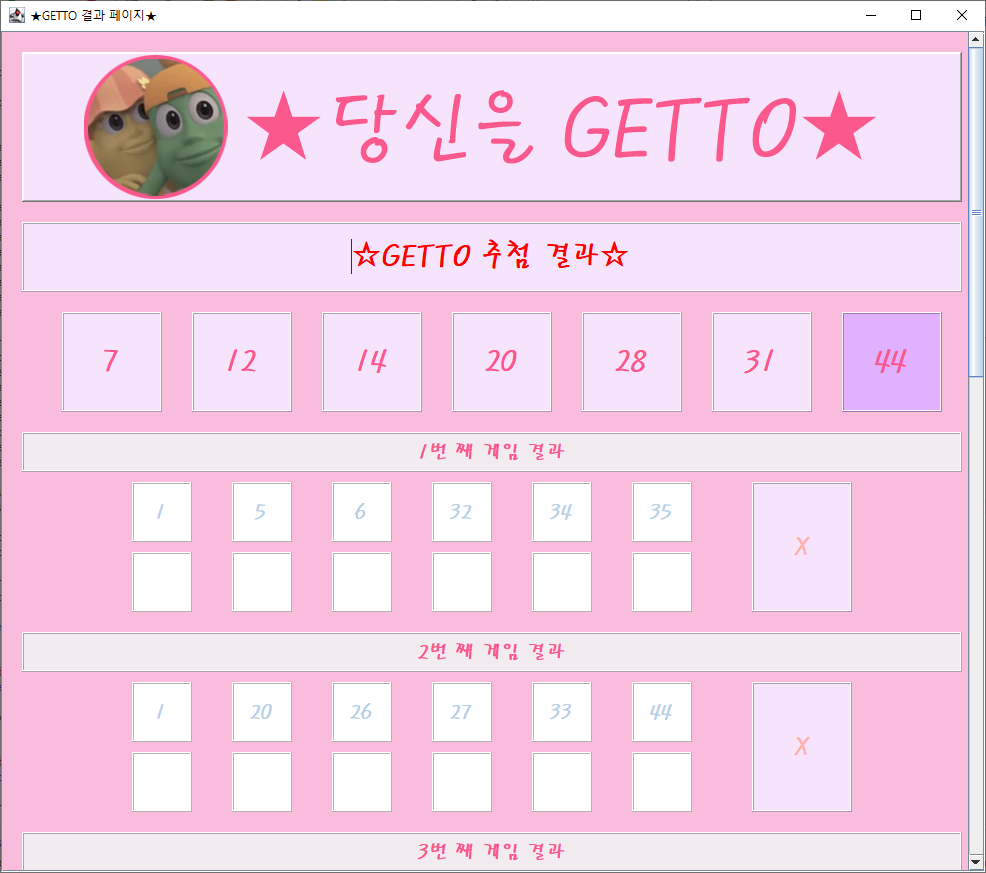 ★GETTO 결과 페이지★
★당신을 GETTO★
☆GETTO 추첨 결과☆
7 12 14 20 28 31 44
1번 째 게임 결과
1 5 6 32 34 35
X
2번 째 게임 결과
1 20 26 27 33 44
X
3번 째 게임 결과